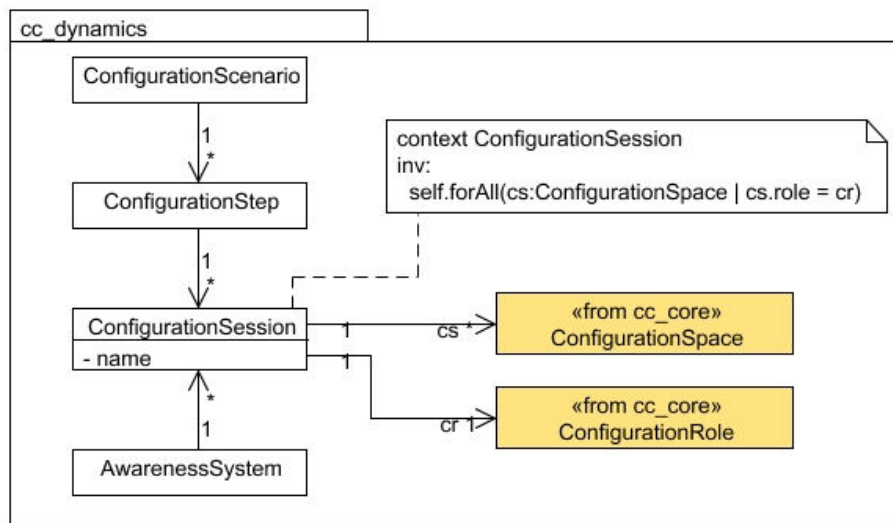 cc_dynamics
ConfigurationScenario
1
*
ConfigurationStep
1
*
context ConfigurationSession
inv:
self.forAll(cs:ConfigurationSpace | cs.role = cr)
ConfigurationSession
- name
1
cs *
«from cc_core»
ConfigurationSpace
1
cr 1
«from cc_core»
ConfigurationRole
*
1
AwarenessSystem